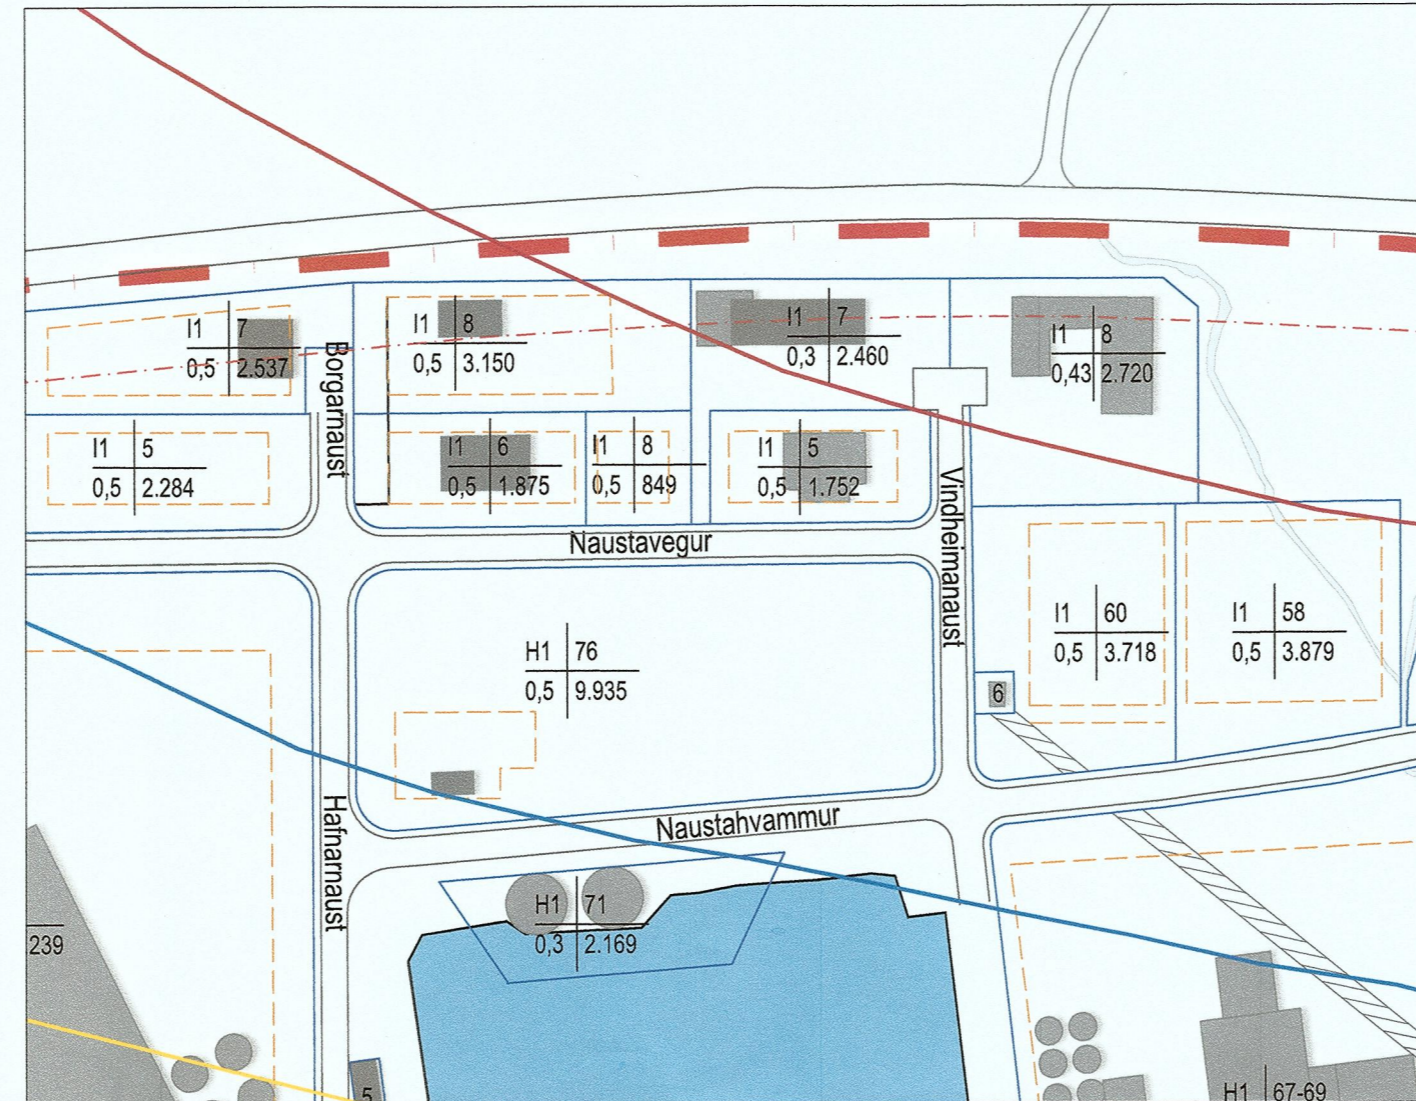 I1 7
0,5 2.537
I1 8
0,5 3.150
I1 7
0,3 2.460
I1 8
0,43 2.720
Borgarnaust
I1 5
0,5 2.284
I1 6
0,5 1.875
I1 8
0,5 849
I1 5
0,5 1.752
Vindheimanaust
Naustavegur
I1 60
0,5 3.718
I1 58
0,5 3.879
H1 76
0,5 9.935
6
Naustahvammur
Hafnarnaust
H1 71
0,3 2.169
239
5
H1 67-69